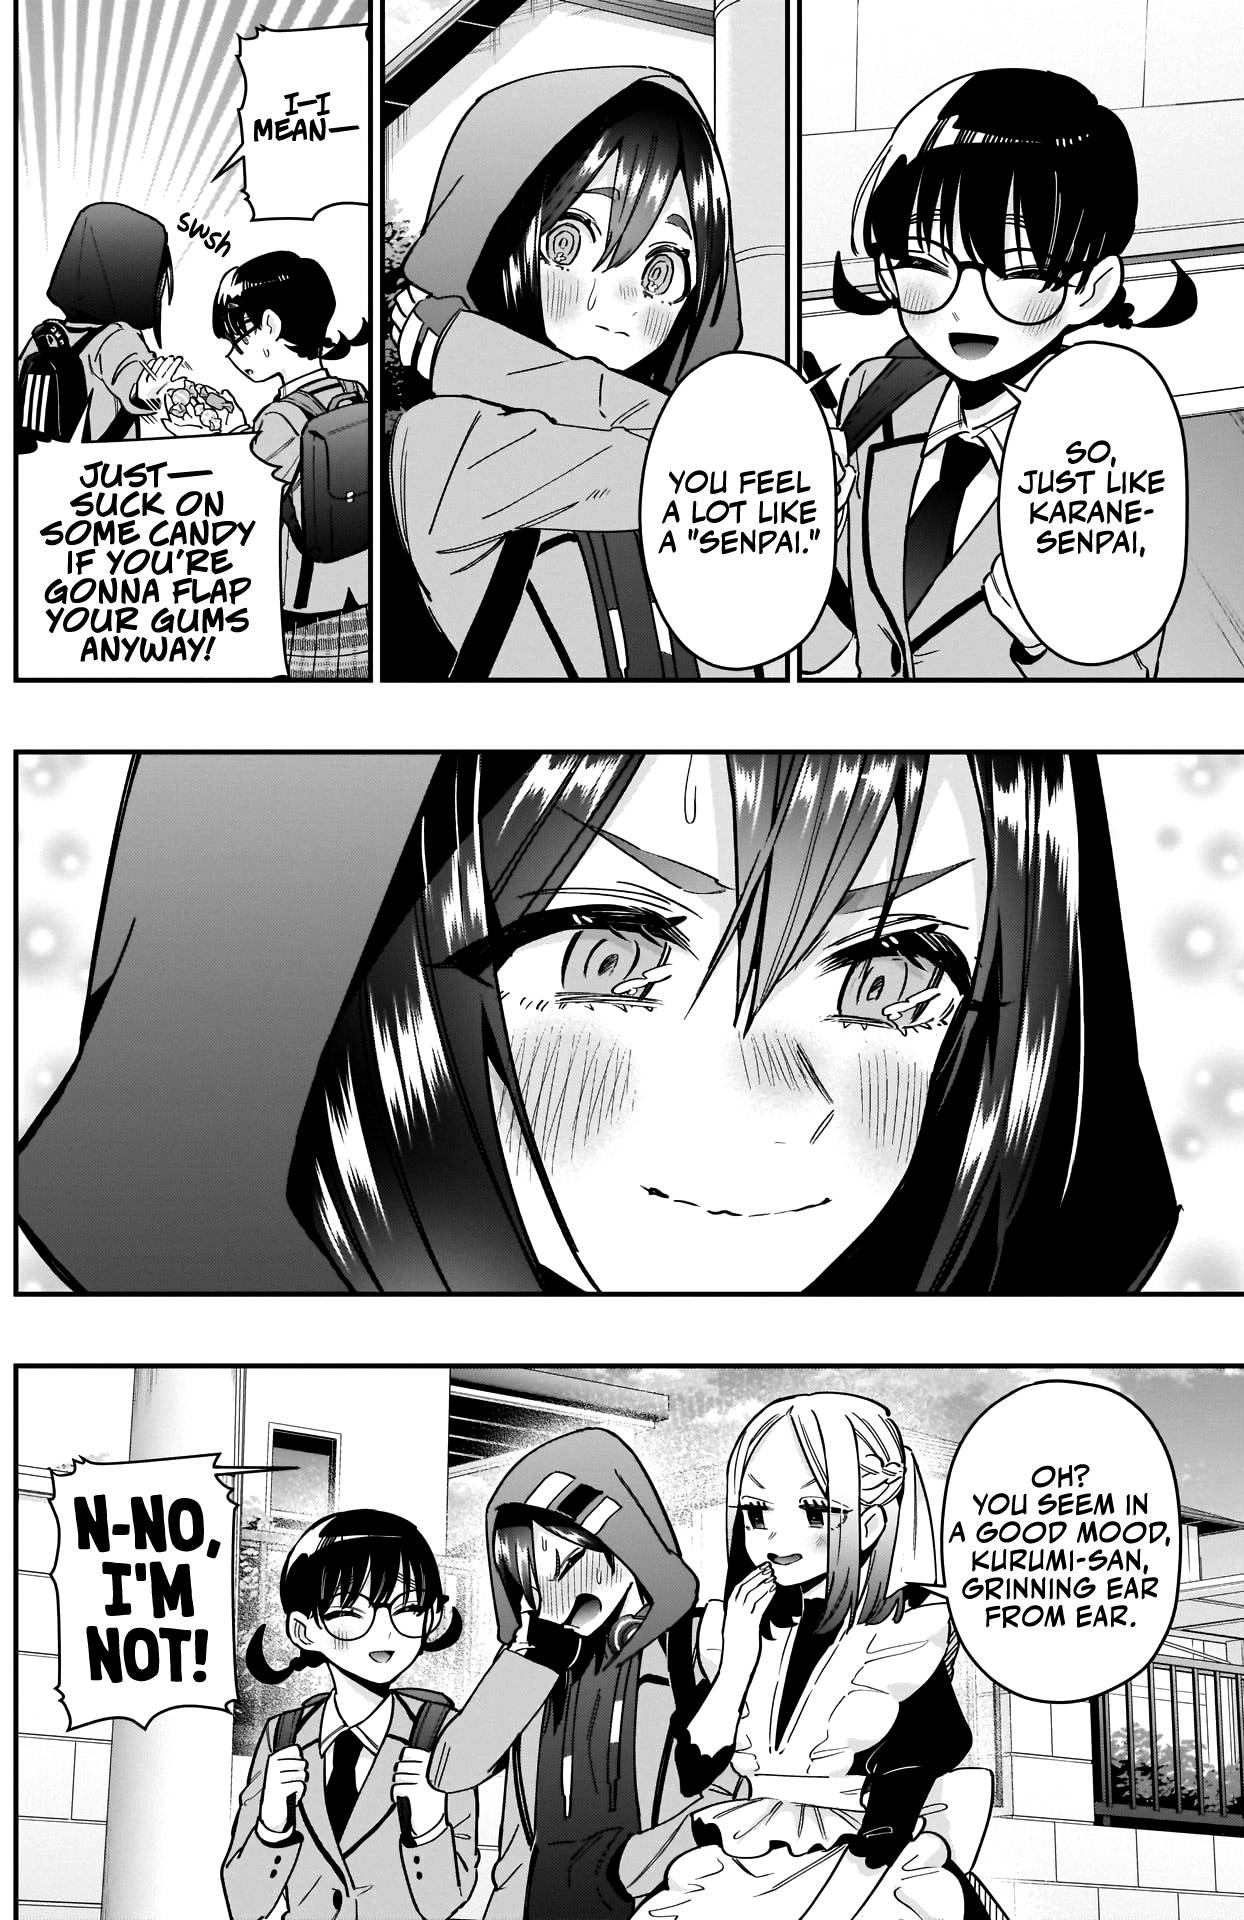 SO,
JUST LIKE
KARANE-
SENPAI,
YOU FEEL
A LOT LIKE
A "SENPAI."
I—I
MEAN—
SWSH
JUST—
SUCK ON
SOME CANDY
IF YOU'RE
GONNA FLAP
YOUR GUMS
ANYWAY!
OH?
YOU SEEM IN
A GOOD MOOD,
KURUMI-SAN,
GRINNING EAR
FROM EAR.
N-NO,
I'M
NOT!